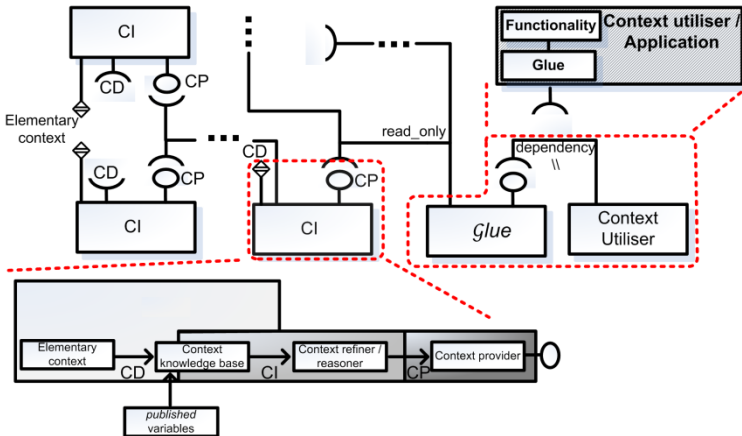 CI
Functionality
Context utiliser /
Application
Glue
CD
CP
Elementary
context
read_only
CD
dependency
\\
CD
CP
CP
CI
CI
Glue
Context
Utiliser
Elementary
context
Context
knowledge base
Context refiner /
reasoner
Context provider
CD
CI
CP
published
variables